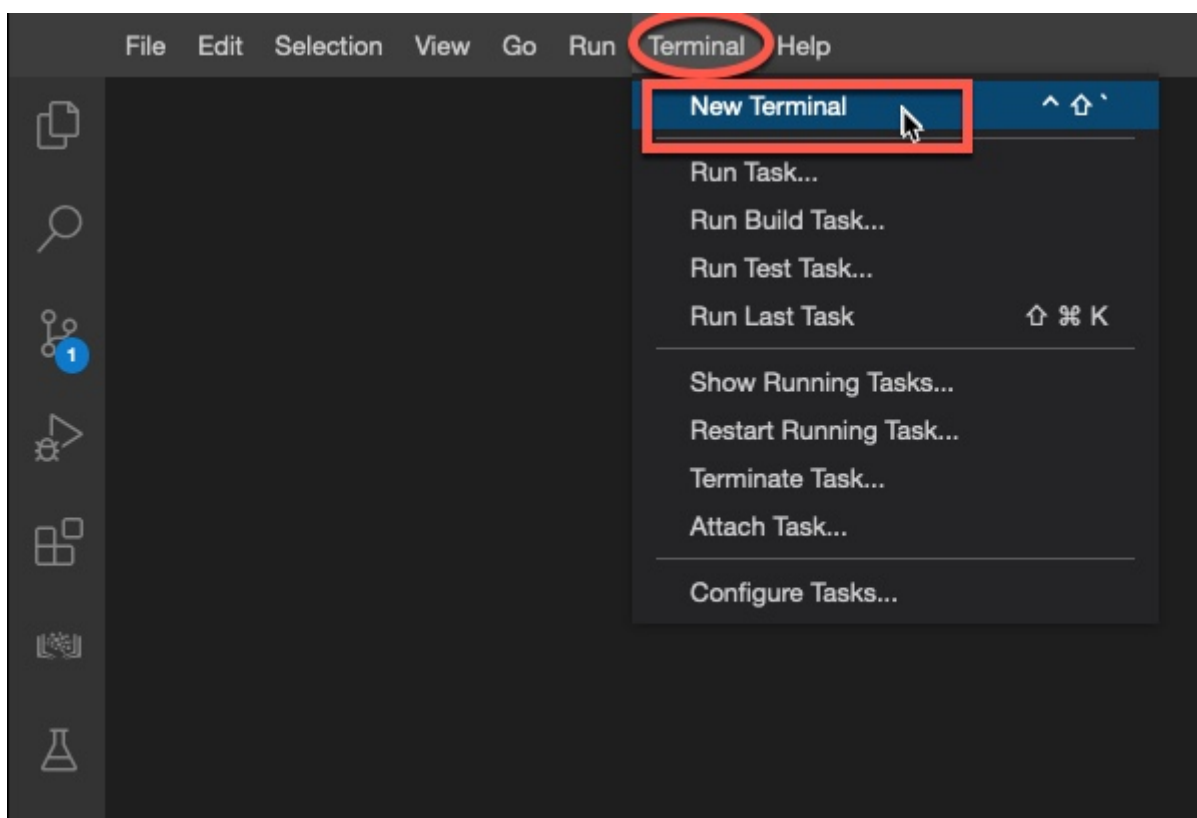 File Edit Selection View Go Run Terminal Help
New Terminal ^ ⇧ `
Run Task...
Run Build Task...
Run Test Task...
Run Last Task ⇧ ⌘ K
1
Show Running Tasks...
Restart Running Task...
Terminate Task...
Attach Task...
Configure Tasks...